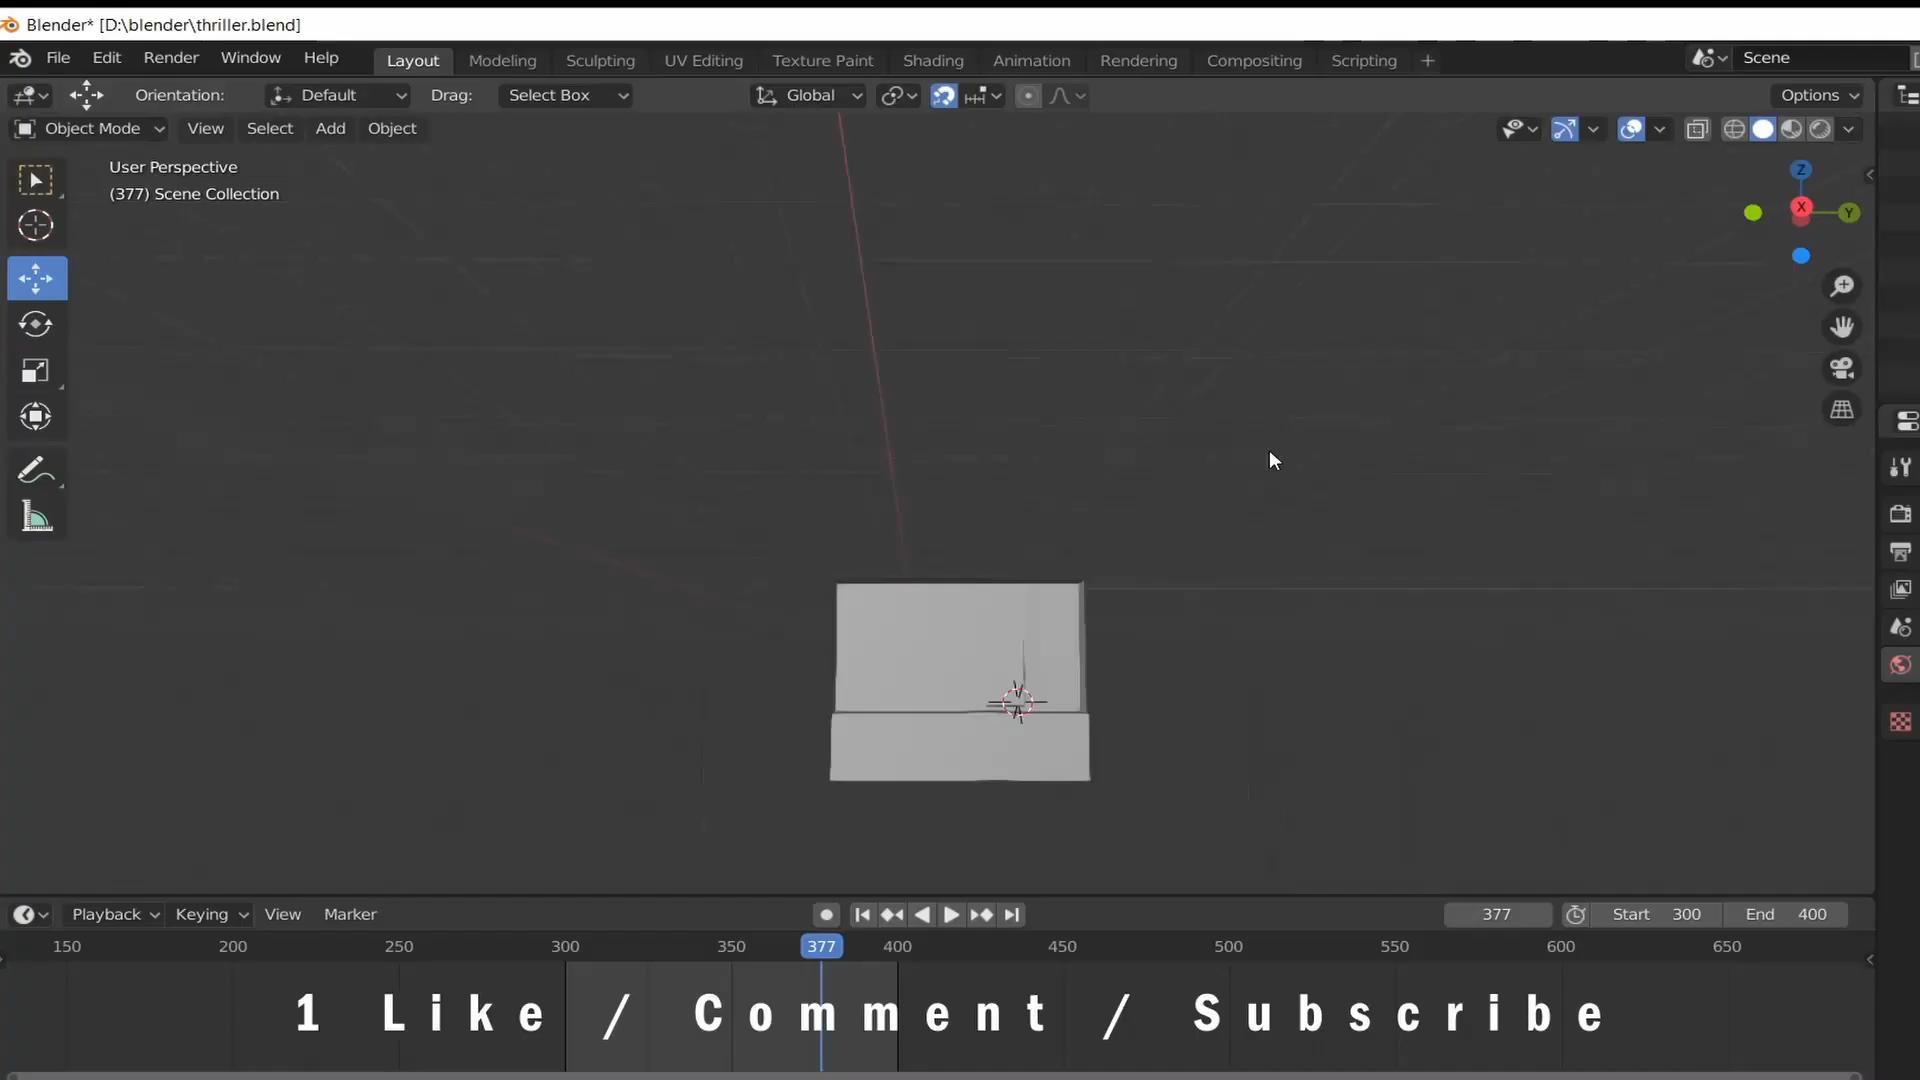 Blender* [D:\blender\thriller.blend]
File Edit Render Window Help Layout Modeling Sculpting UV Editing Texture Paint Shading Animation Rendering Compositing Scripting + Scene
Orientation: Default Drag: Select Box Global Options
Object Mode View Select Add Object
User Perspective
(377) Scene Collection
Z
X Y
Playback Keying View Marker 377 Start 300 End 400
150 200 250 300 350 377 400 450 500 550 600 650
1 Like / Comment / Subscribe